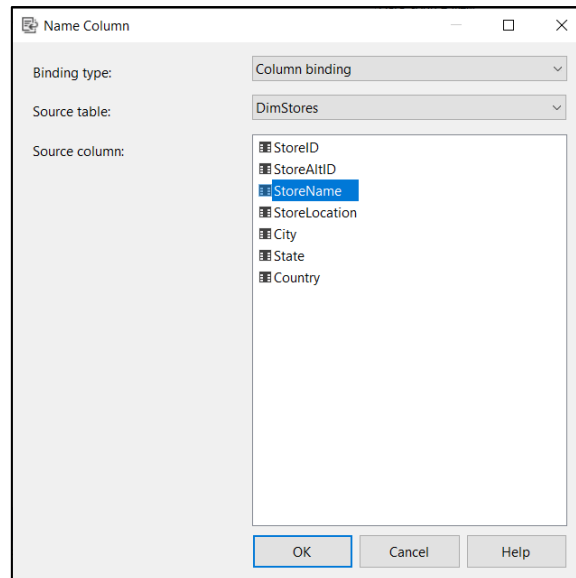 Name Column
Binding type:
Column binding
Source table:
DimStores
Source column:
StoreID
StoreAltID
StoreName
StoreLocation
City
State
Country
OK
Cancel
Help